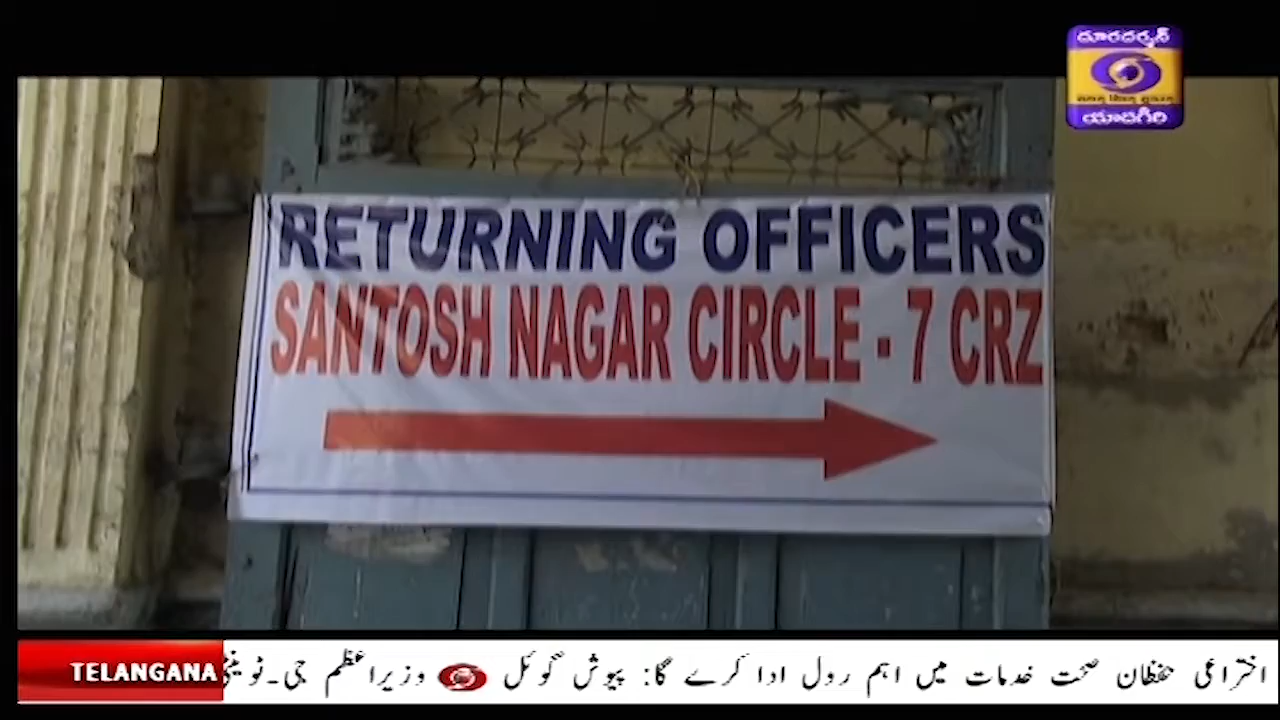 దూరదర్శన్
యాదగిరి
RETURNING OFFICERS
SANTOSH NAGAR CIRCLE - 7 CRZ
TELANGANA
اختراعی حفظان صحت خدمات میں اہم رول ادا کرے گا: پیوش گوئل وزیراعظم جی۔